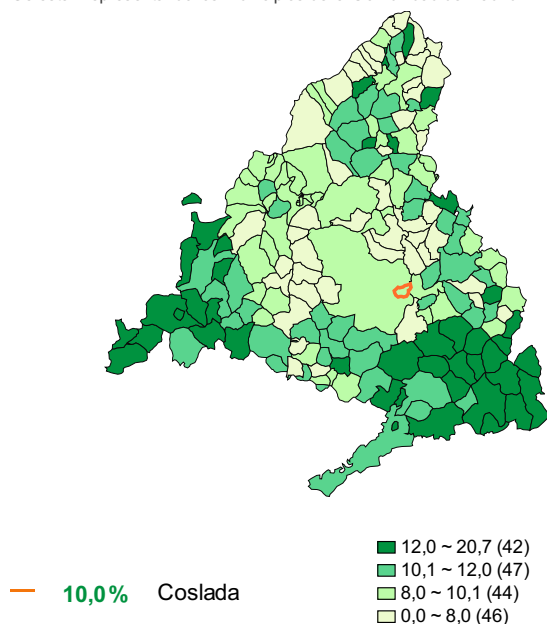 12,0 ~ 20,7 (42)
10,1 ~ 12,0 (47)
8,0 ~ 10,1 (44)
0,0 ~ 8,0 (46)
10,0% Coslada